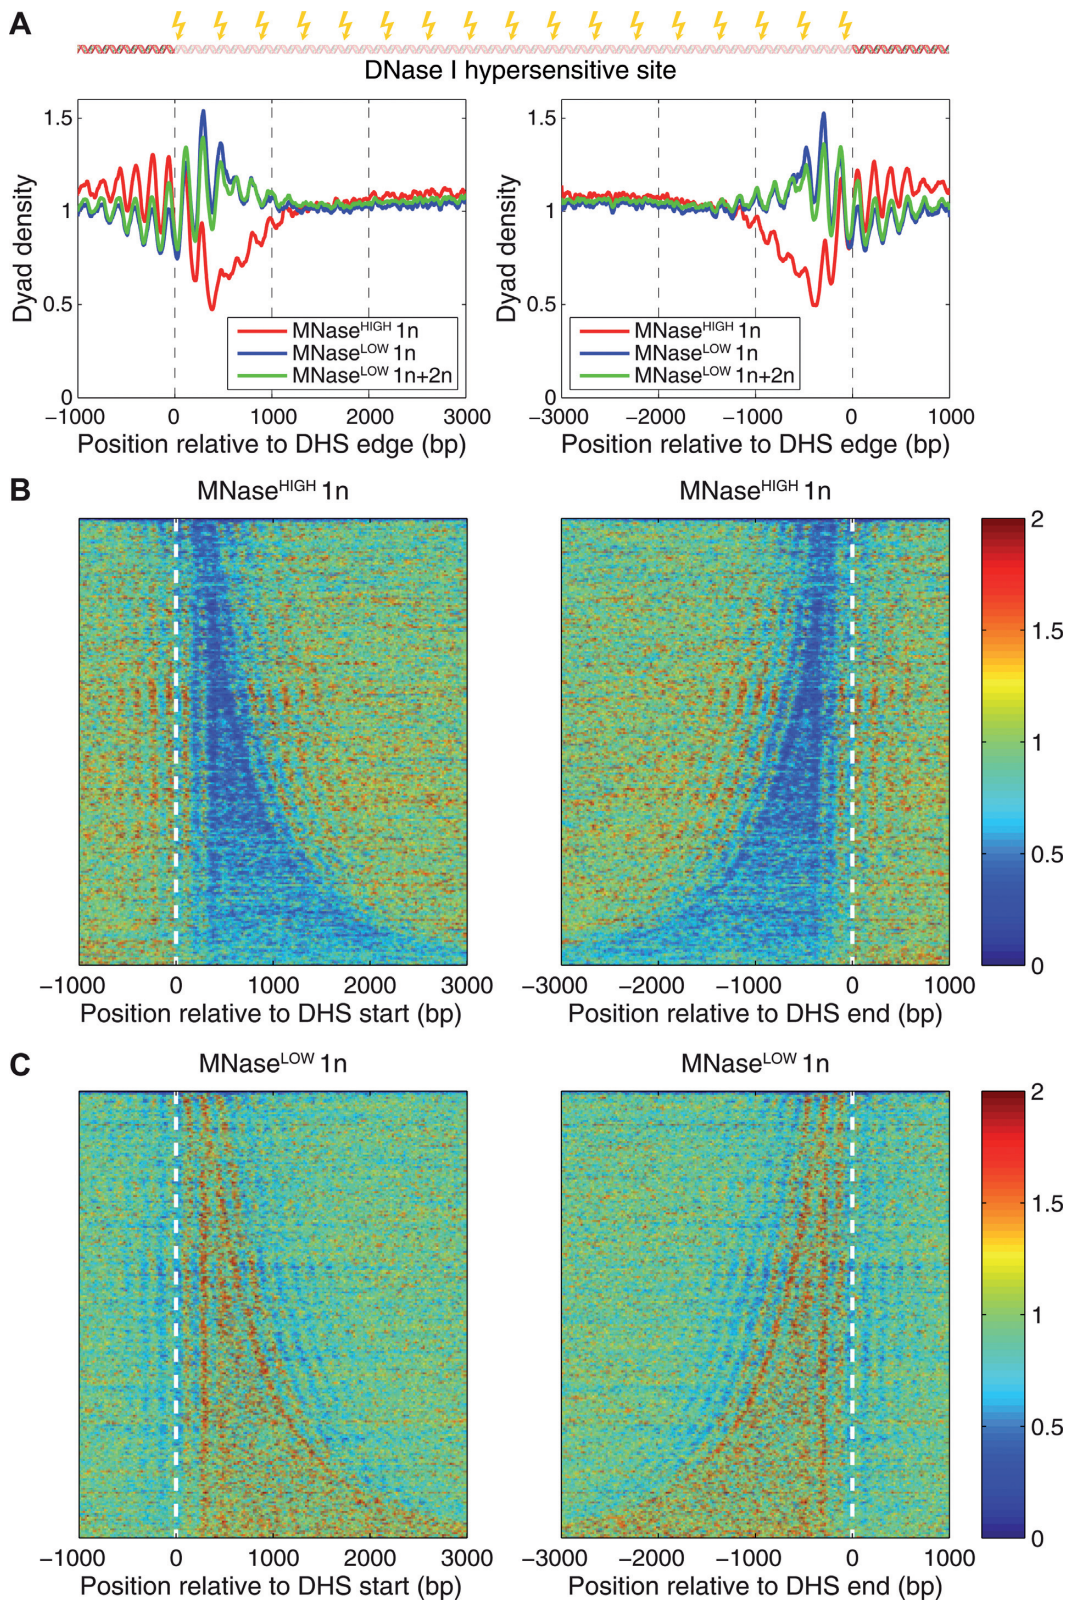 A
DNase I hypersensitive site
Dyad density
1.5
1
0.5
0
MNaseHIGH 1n
MNaseLOW 1n
MNaseLOW 1n+2n
−1000 0 1000 2000 3000
Position relative to DHS edge (bp)
Dyad density
1.5
1
0.5
0
MNaseHIGH 1n
MNaseLOW 1n
MNaseLOW 1n+2n
−3000 −2000 −1000 0 1000
Position relative to DHS edge (bp)
B
MNaseHIGH 1n
−1000 0 1000 2000 3000
Position relative to DHS start (bp)
MNaseHIGH 1n
−3000 −2000 −1000 0 1000
Position relative to DHS end (bp)
2
1.5
1
0.5
0
C
MNaseLOW 1n
−1000 0 1000 2000 3000
Position relative to DHS start (bp)
MNaseLOW 1n
−3000 −2000 −1000 0 1000
Position relative to DHS end (bp)
2
1.5
1
0.5
0